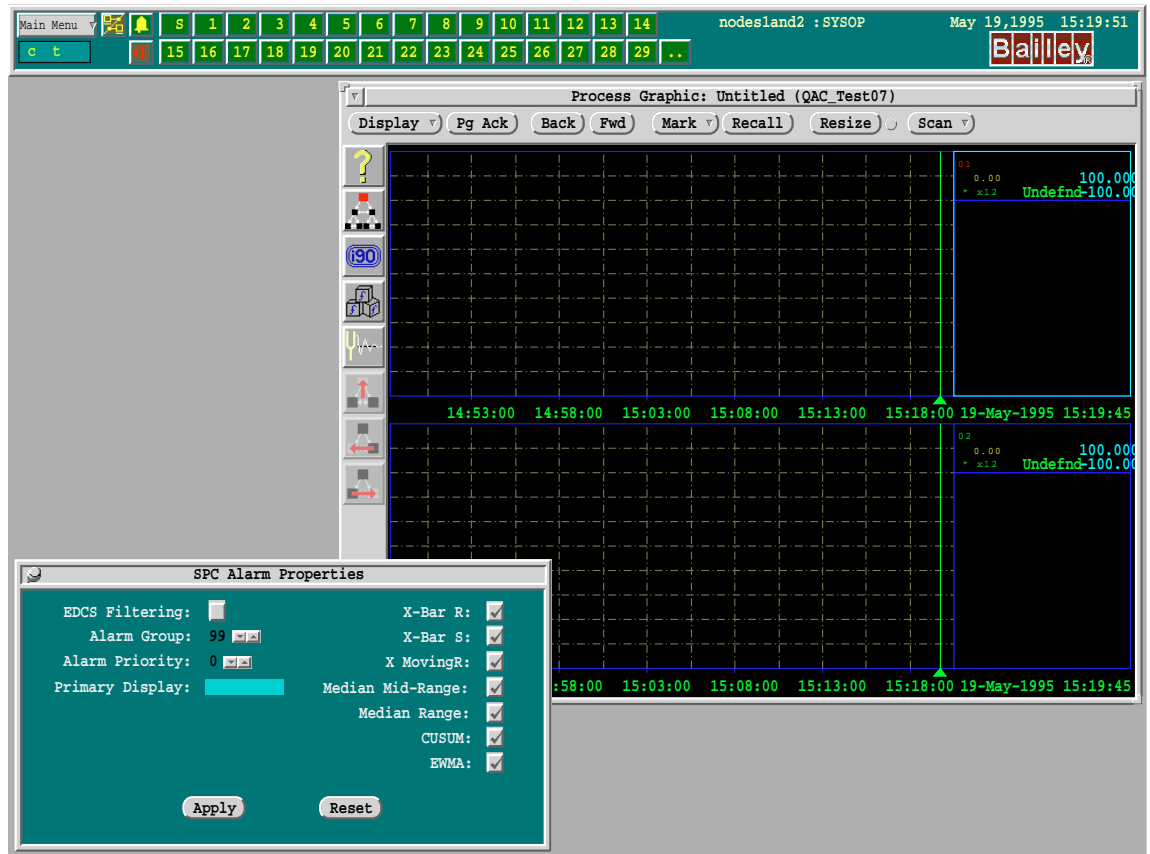 Main Menu S 1 2 3 4 5 6 7 8 9 10 11 12 13 14 nodes1and2 :SYSOP May 19,1995 15:19:51
c t 15 16 17 18 19 20 21 22 23 24 25 26 27 28 29 .. Bailey®
Process Graphic: Untitled (QAC_Test07)
Display Pg Ack Back Fwd Mark Recall Resize Scan
?
i90
01
0.00 100.000
* x12 Undefnd-100.00
14:53:00 14:58:00 15:03:00 15:08:00 15:13:00 15:18:00 19-May-1995 15:19:45
02
0.00 100.000
* x12 Undefnd-100.00
:58:00 15:03:00 15:08:00 15:13:00 15:18:00 19-May-1995 15:19:45
SPC Alarm Properties
EDCS Filtering: X-Bar R:
Alarm Group: 99 X-Bar S:
Alarm Priority: 0 X MovingR:
Primary Display: Median Mid-Range:
Median Range:
CUSUM:
EWMA:
Apply Reset